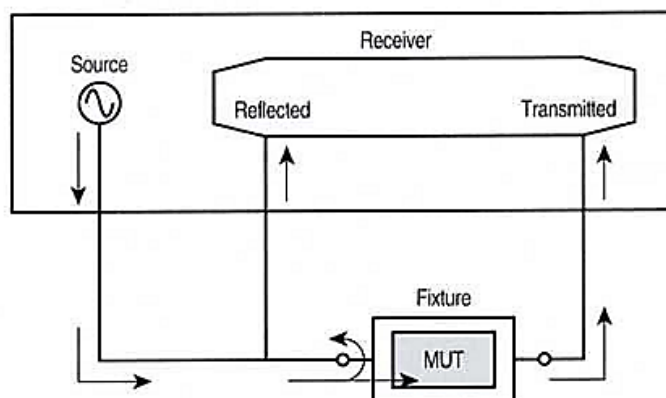 Receiver
Source
Reflected
Transmitted
Fixture
MUT